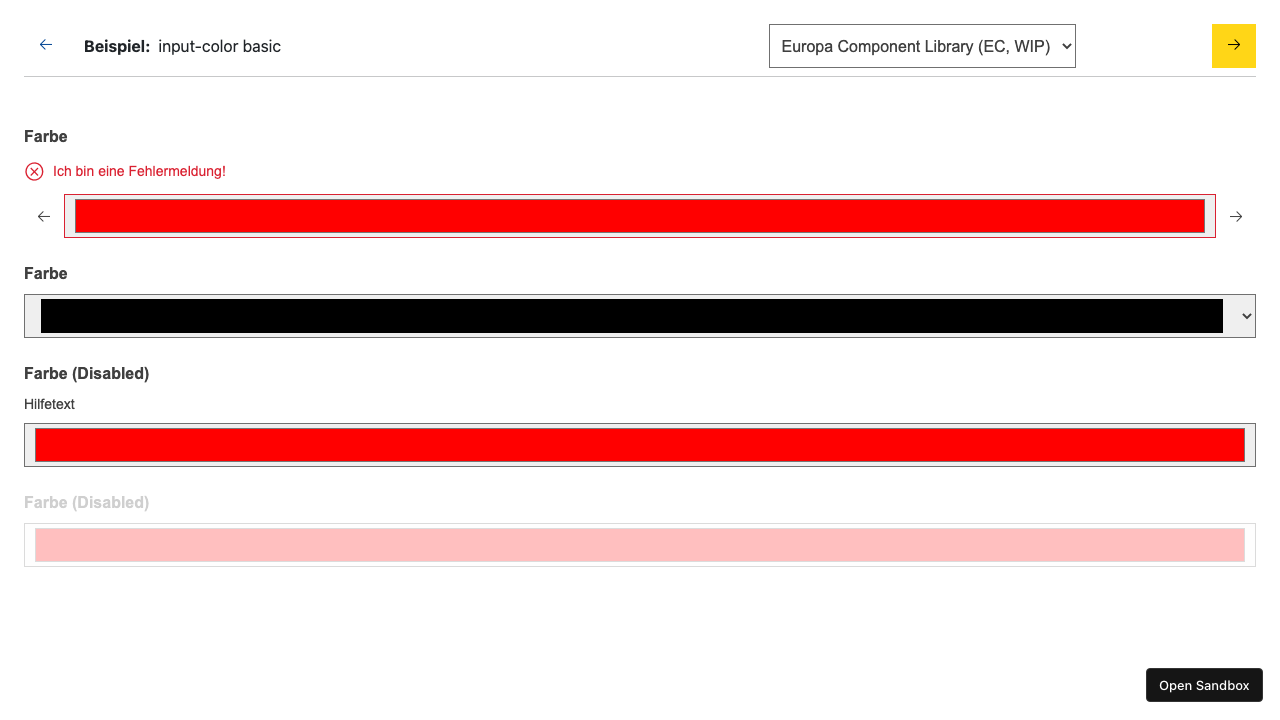 Beispiel: input-color basic
Europa Component Library (EC, WIP)
Farbe
Ich bin eine Fehlermeldung!
Farbe
Farbe (Disabled)
Hilfetext
Farbe (Disabled)
Open Sandbox